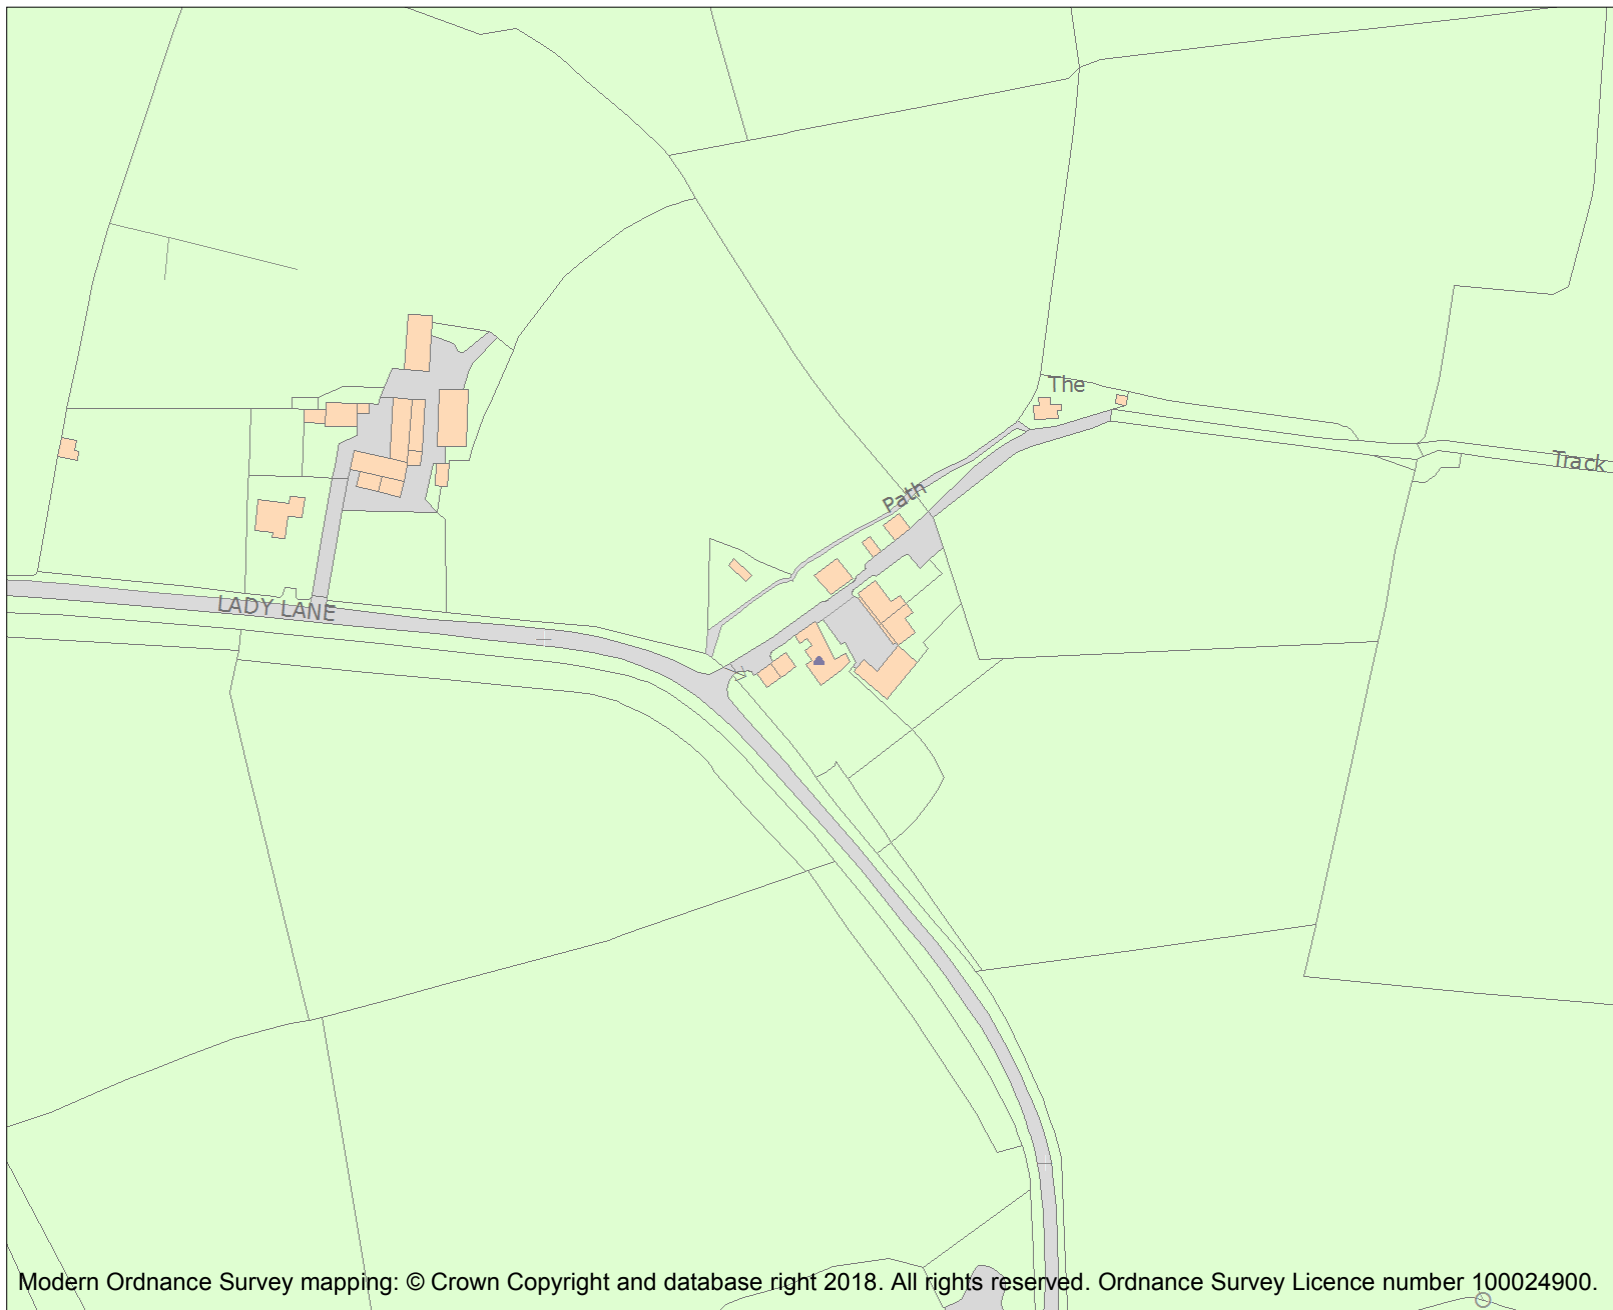 The
Track
Path
LADY LANE
Modern Ordnance Survey mapping: © Crown Copyright and database right 2018. All rights reserved. Ordnance Survey Licence number 100024900.